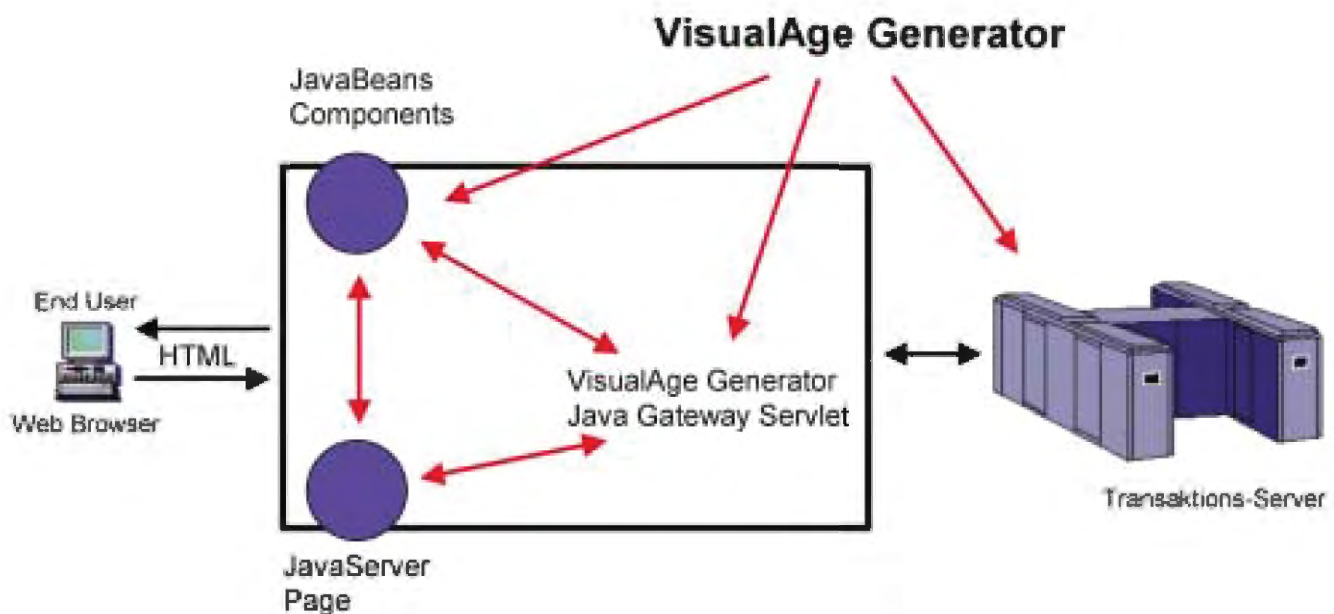 VisualAge Generator
JavaBeans
Components
End User
HTML
Web Browser
VisualAge Generator
Java Gateway Servlet
Transaktions-Server
JavaServer
Page